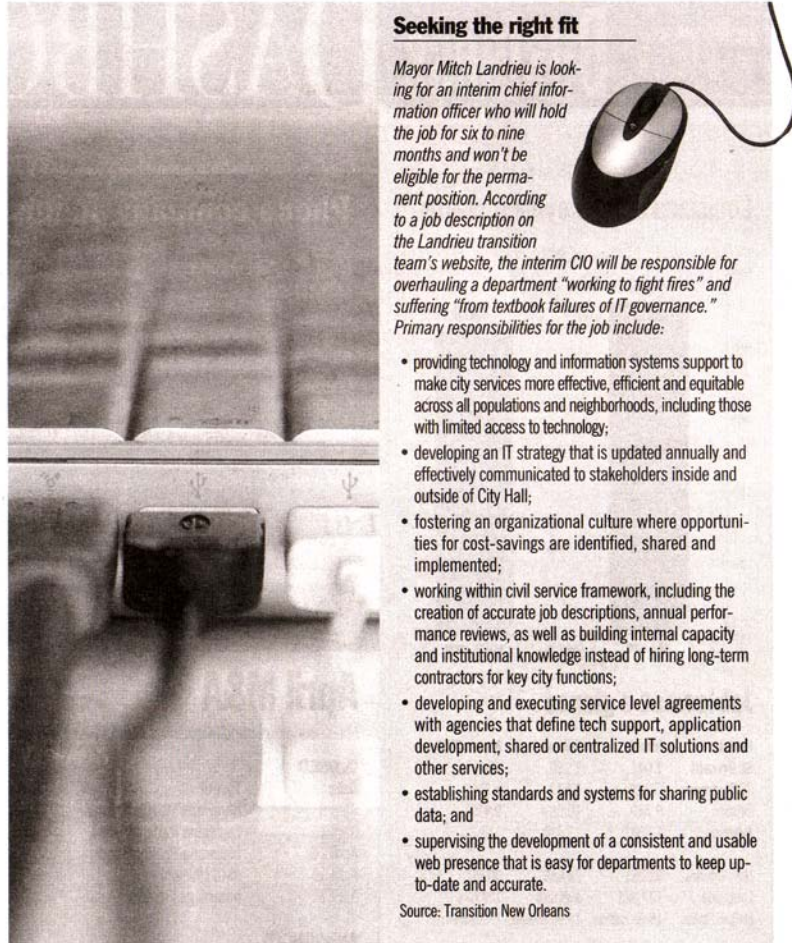 Seeking the right fit
Mayor Mitch Landrieu is look-
ing for an interim chief infor-
mation officer who will hold
the job for six to nine
months and won't be
eligible for the perma-
nent position. According
to a job description on
the Landrieu transition
team's website, the interim CIO will be responsible for
overhauling a department "working to fight fires" and
suffering "from textbook failures of IT governance."
Primary responsibilities for the job include:
• providing technology and information systems support to
make city services more effective, efficient and equitable
across all populations and neighborhoods, including those
with limited access to technology;
• developing an IT strategy that is updated annually and
effectively communicated to stakeholders inside and
outside of City Hall;
• fostering an organizational culture where opportuni-
ties for cost-savings are identified, shared and
implemented;
• working within civil service framework, including the
creation of accurate job descriptions, annual perfor-
mance reviews, as well as building internal capacity
and institutional knowledge instead of hiring long-term
contractors for key city functions;
• developing and executing service level agreements
with agencies that define tech support, application
development, shared or centralized IT solutions and
other services;
• establishing standards and systems for sharing public
data; and
• supervising the development of a consistent and usable
web presence that is easy for departments to keep up-
to-date and accurate.
Source: Transition New Orleans